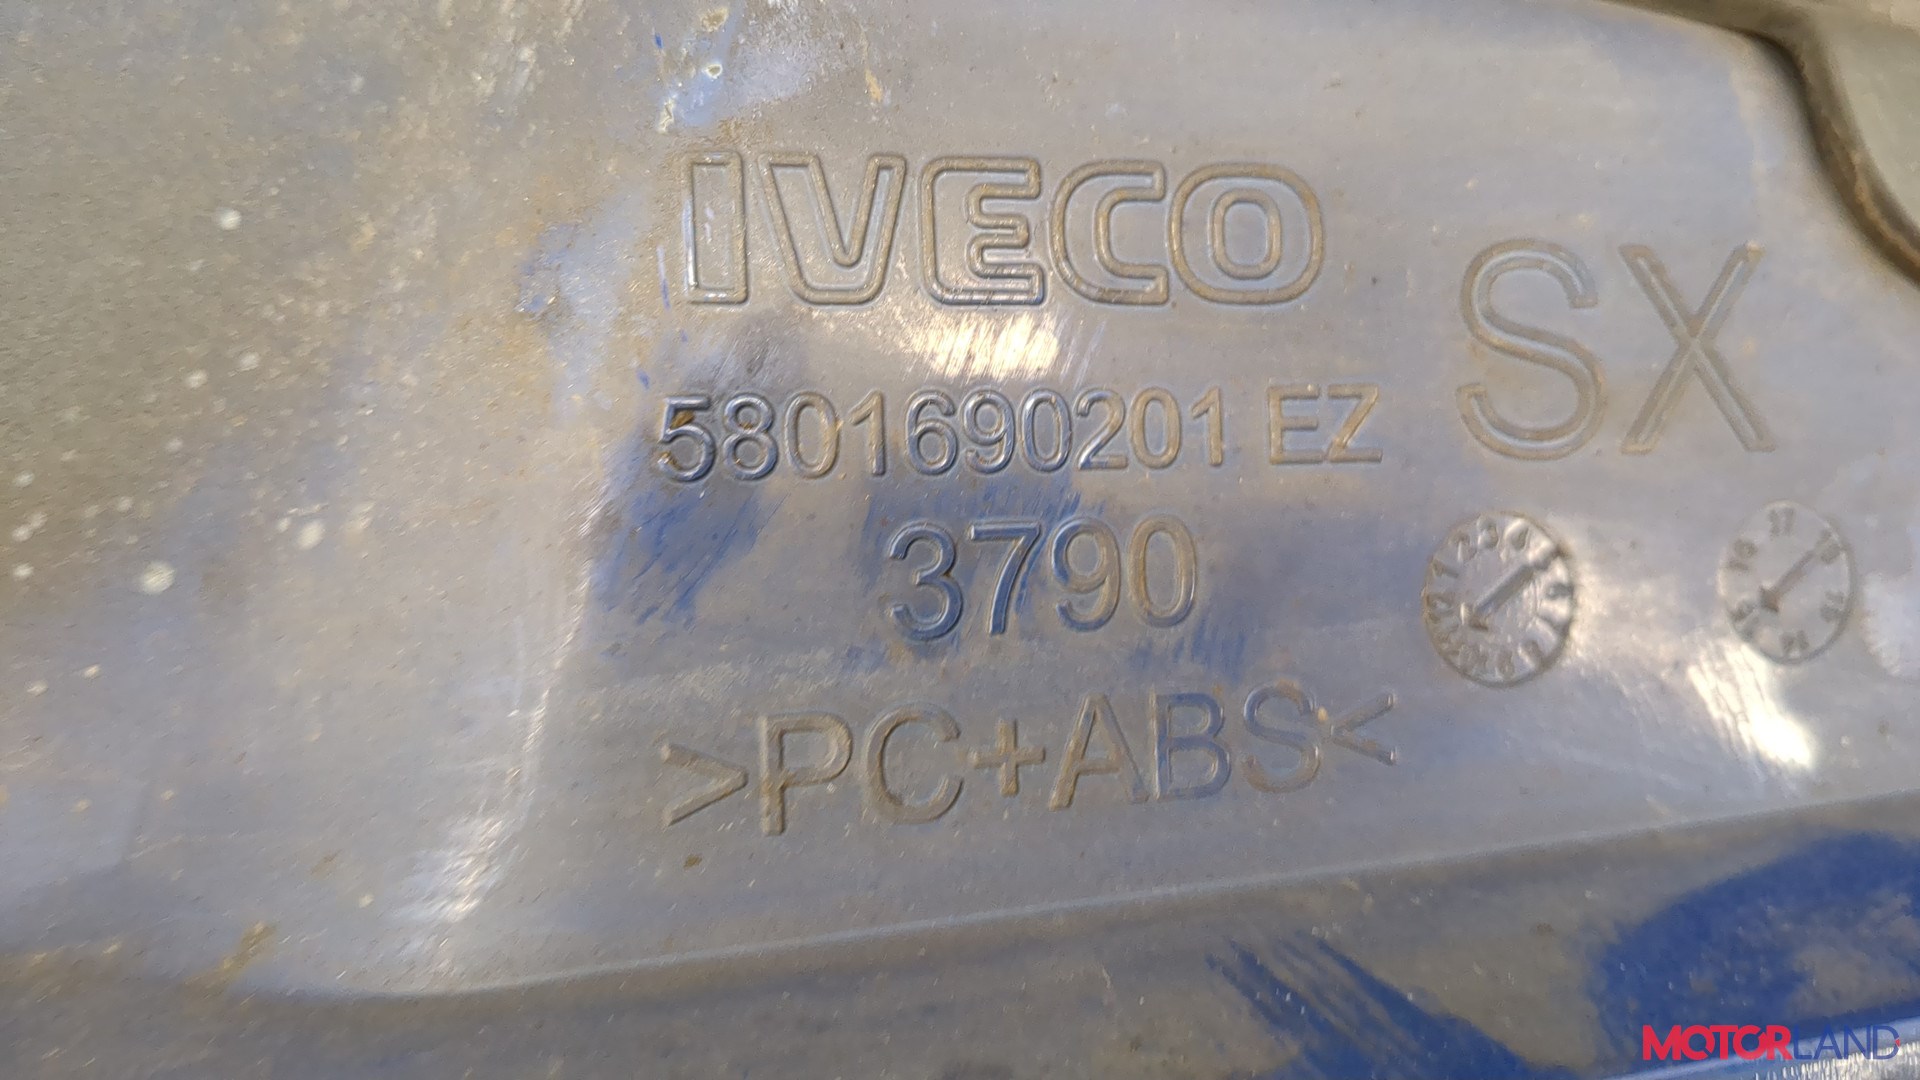 IVECO
SX
5801690201 EZ
3790
>PC+ABS<
MOTORLAND